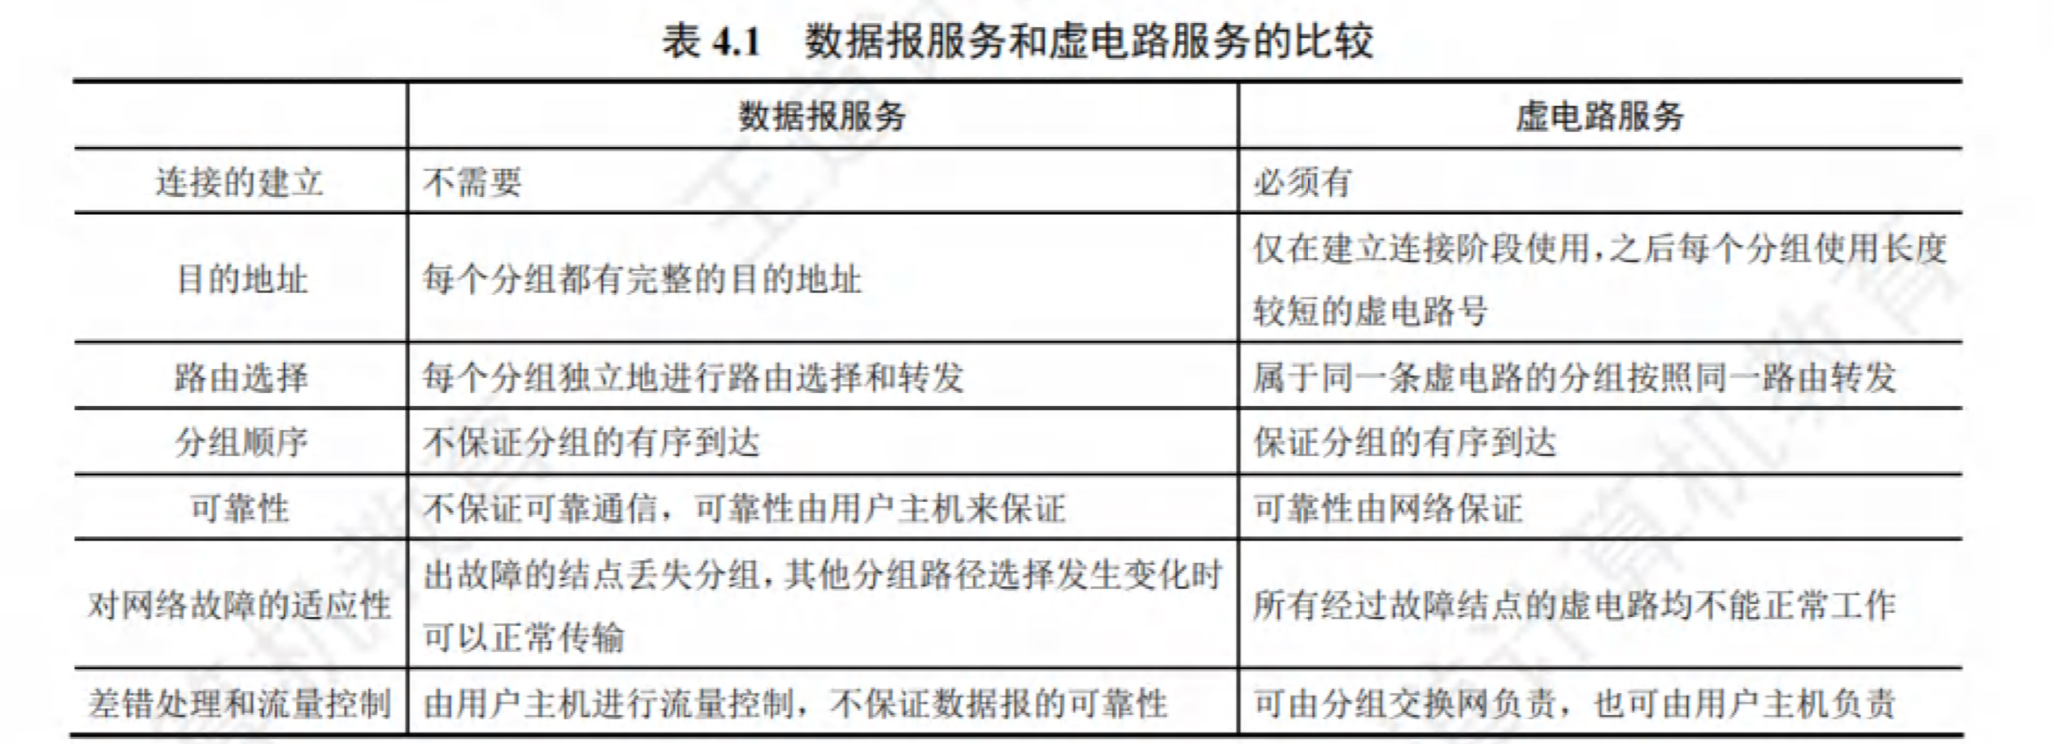 表 4.1 数据报服务和虚电路服务的比较
数据报服务 虚电路服务
连接的建立 不需要 必须有
目的地址 每个分组都有完整的目的地址 仅在建立连接阶段使用,之后每个分组使用长度
较短的虚电路号
路由选择 每个分组独立地进行路由选择和转发 属于同一条虚电路的分组按照同一路由转发
分组顺序 不保证分组的有序到达 保证分组的有序到达
可靠性 不保证可靠通信，可靠性由用户主机来保证 可靠性由网络保证
对网络故障的适应性 出故障的结点丢失分组,其他分组路径选择发生变化时
可以正常传输 所有经过故障结点的虚电路均不能正常工作
差错处理和流量控制 由用户主机进行流量控制，不保证数据报的可靠性 可由分组交换网负责，也可由用户主机负责